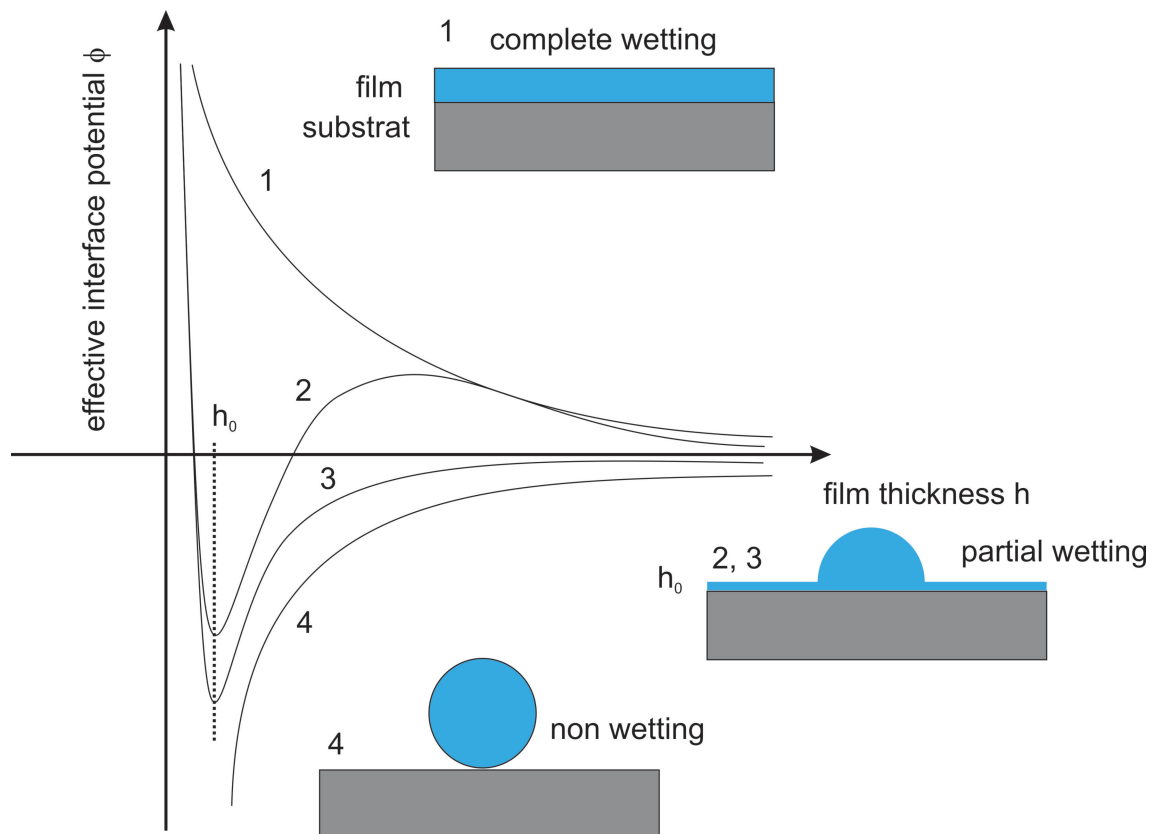 1 complete wetting
film
substrat
effective interface potential ϕ
1
2
h₀
3
film thickness h
2, 3 partial wetting
h₀
4
4 non wetting